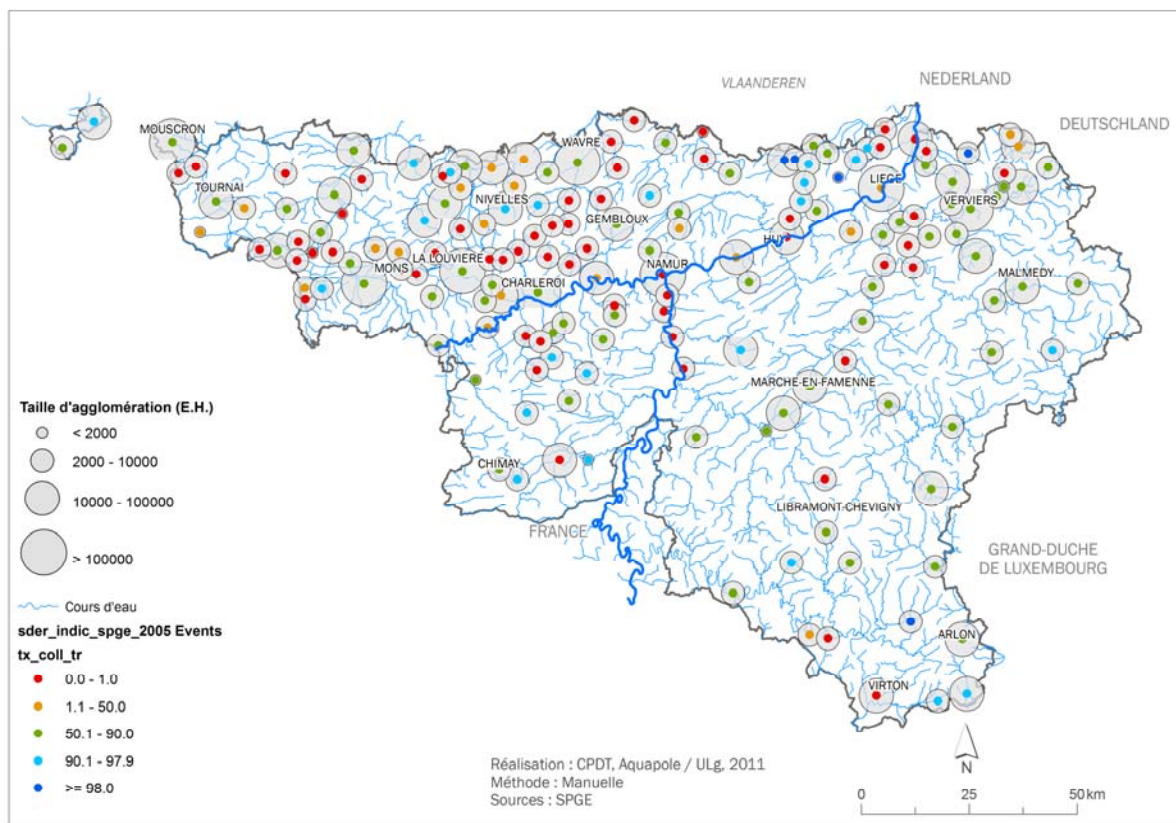 VLAANDEREN
NEDERLAND
DEUTSCHLAND
MOUSCRON
WAVRE
TOURNAI
LIEGE
NIVELLES
VERVIERS
GEMBLOUX
HUY
LA LOUVIERE
MONS
NAMUR
CHARLEROI
MALMEDY
MARCHE-EN-FAMENNE
CHIMAY
LIBRAMONT-CHEVIGNY
FRANCE
GRAND-DUCHE
DE LUXEMBOURG
ARLON
VIRTON
Taille d'agglomération (E.H.)
< 2000
2000 - 10000
10000 - 100000
> 100000
Cours d'eau
sder_indic_spge_2005 Events
tx_coll_tr
0.0 - 1.0
1.1 - 50.0
50.1 - 90.0
90.1 - 97.9
>= 98.0
Réalisation : CPDT, Aquapole / ULg, 2011
Méthode : Manuelle
Sources : SPGE
N
0 25 50 km